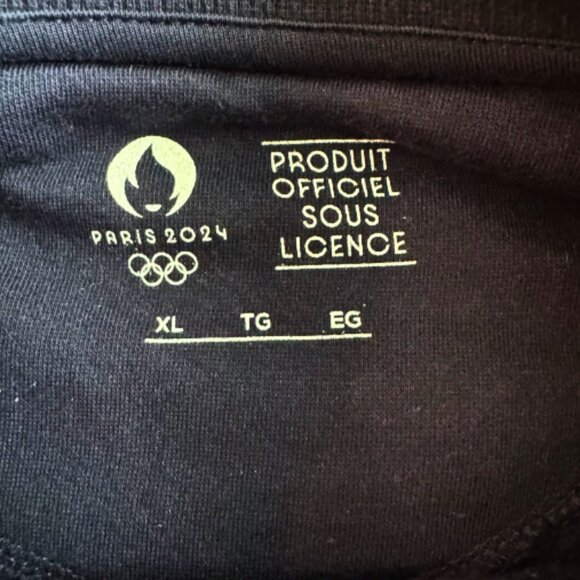 PARIS 2024
PRODUIT
OFFICIEL
SOUS
LICENCE
XL TG EG